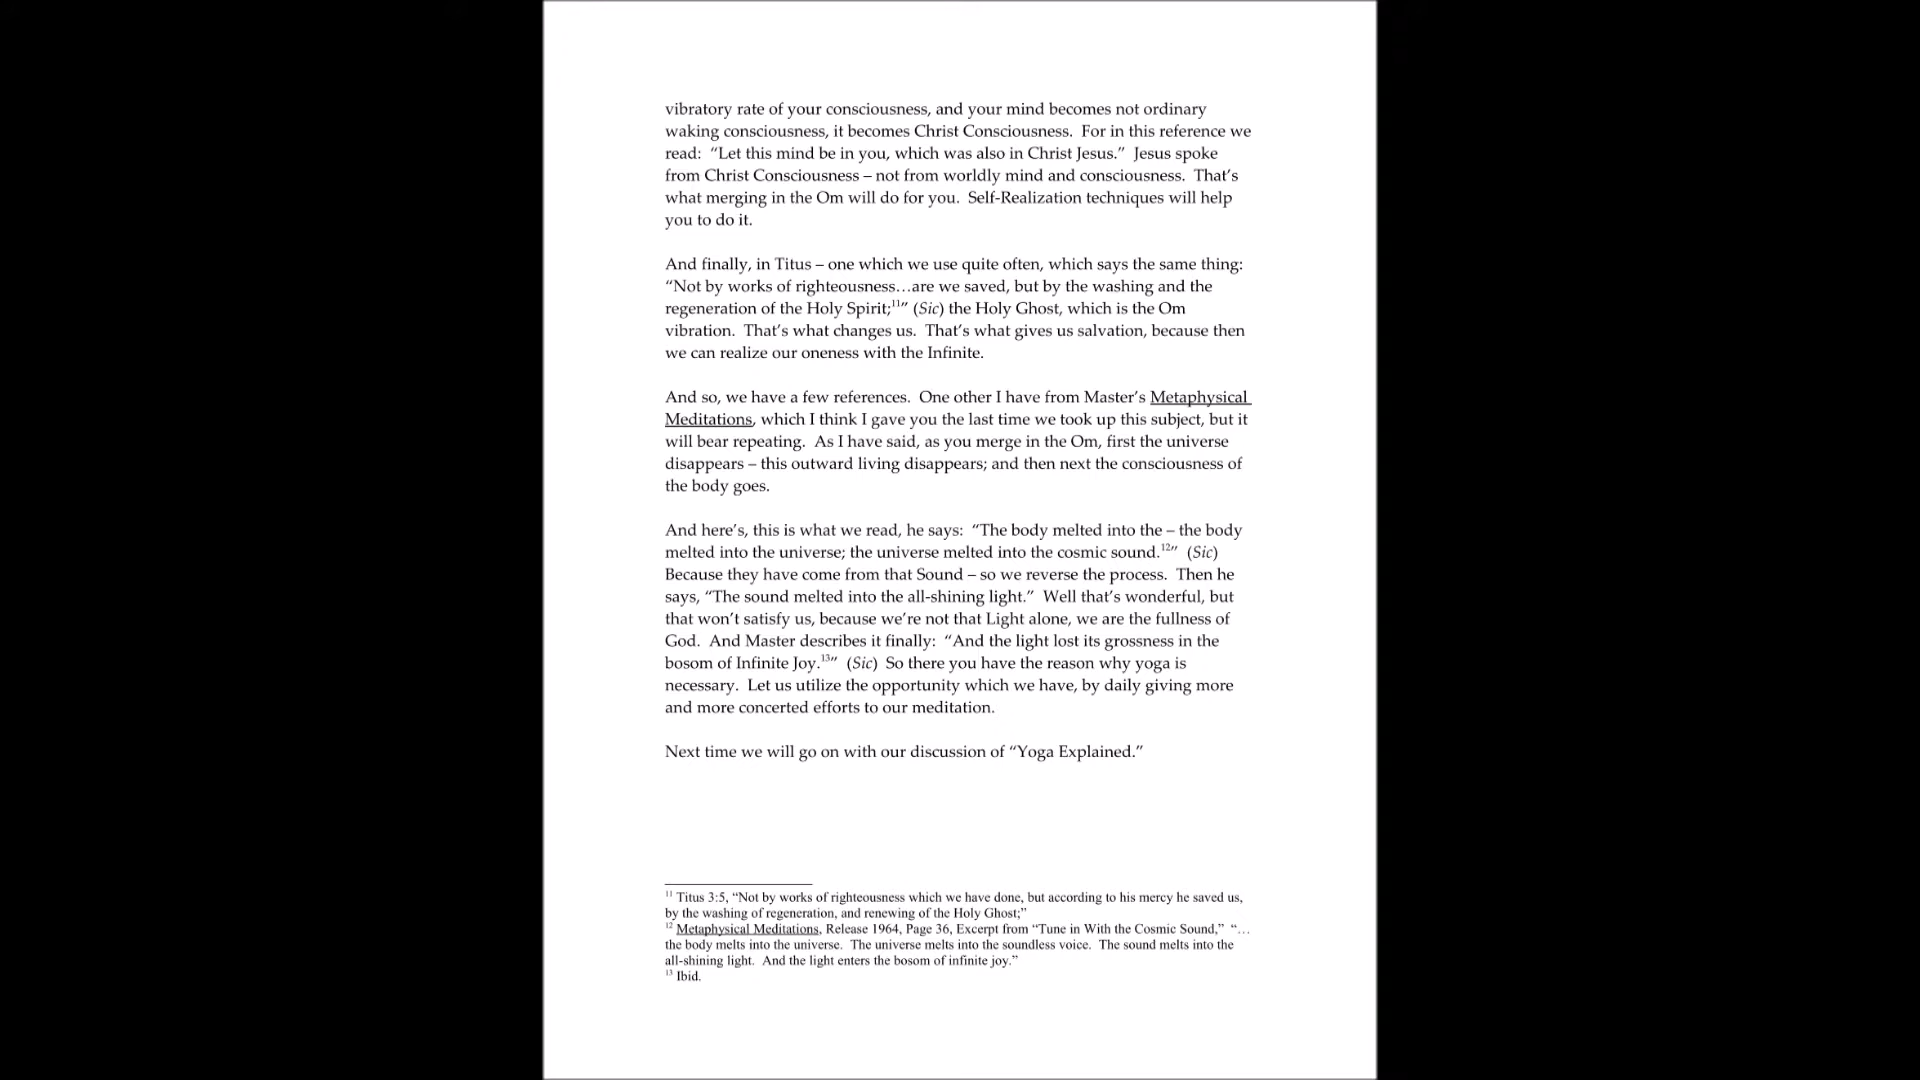 vibratory rate of your consciousness, and your mind becomes not ordinary
waking consciousness, it becomes Christ Consciousness.  For in this reference we
read:  “Let this mind be in you, which was also in Christ Jesus.”  Jesus spoke
from Christ Consciousness – not from worldly mind and consciousness.  That’s
what merging in the Om will do for you.  Self-Realization techniques will help
you to do it.

And finally, in Titus – one which we use quite often, which says the same thing:
“Not by works of righteousness…are we saved, but by the washing and the
regeneration of the Holy Spirit;11” (Sic) the Holy Ghost, which is the Om
vibration.  That’s what changes us.  That’s what gives us salvation, because then
we can realize our oneness with the Infinite.

And so, we have a few references.  One other I have from Master’s Metaphysical
Meditations, which I think I gave you the last time we took up this subject, but it
will bear repeating.  As I have said, as you merge in the Om, first the universe
disappears – this outward living disappears; and then next the consciousness of
the body goes.

And here’s, this is what we read, he says:  “The body melted into the – the body
melted into the universe; the universe melted into the cosmic sound.12”  (Sic)
Because they have come from that Sound – so we reverse the process.  Then he
says, “The sound melted into the all-shining light.”  Well that’s wonderful, but
that won’t satisfy us, because we’re not that Light alone, we are the fullness of
God.  And Master describes it finally:  “And the light lost its grossness in the
bosom of Infinite Joy.13”  (Sic)  So there you have the reason why yoga is
necessary.  Let us utilize the opportunity which we have, by daily giving more
and more concerted efforts to our meditation.

Next time we will go on with our discussion of “Yoga Explained.”

11 Titus 3:5, “Not by works of righteousness which we have done, but according to his mercy he saved us,
by the washing of regeneration, and renewing of the Holy Ghost;”
12 Metaphysical Meditations, Release 1964, Page 36, Excerpt from “Tune in With the Cosmic Sound,”  “…
the body melts into the universe.  The universe melts into the soundless voice.  The sound melts into the
all-shining light.  And the light enters the bosom of infinite joy.”
13 Ibid.